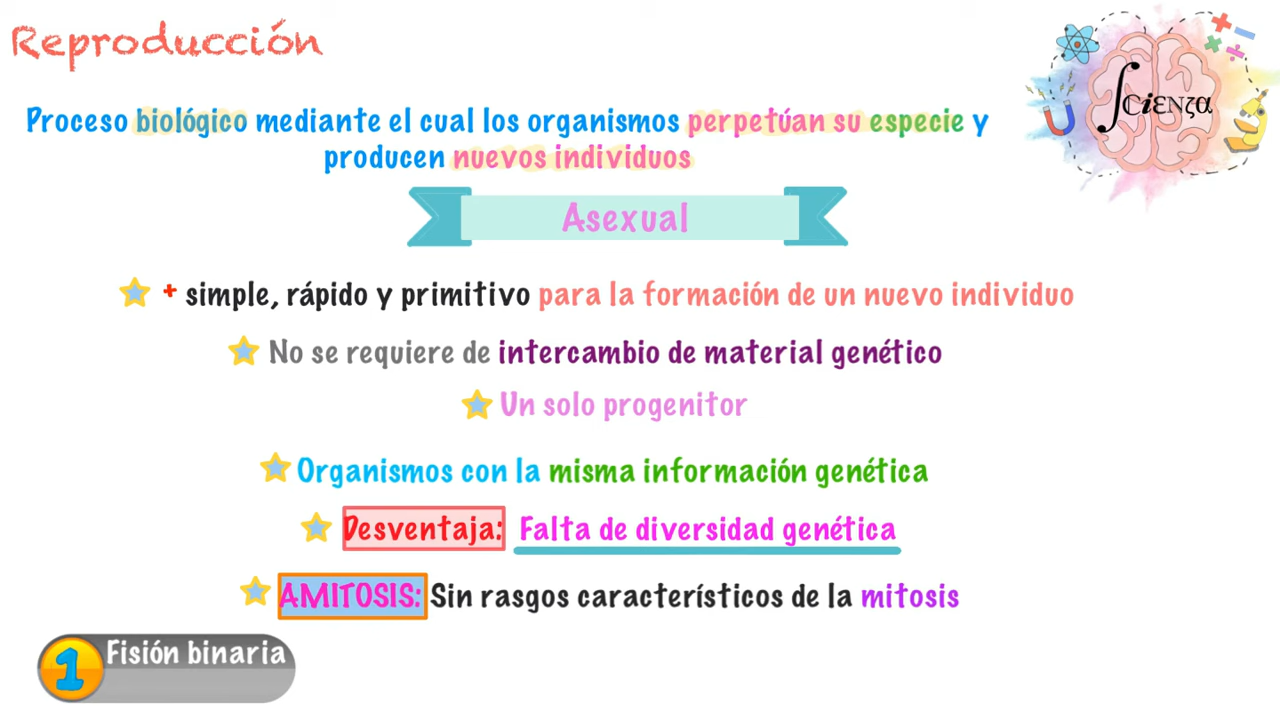 Reproducción
Proceso biológico mediante el cual los organismos perpetúan su especie y
producen nuevos individuos
Asexual
+ simple, rápido y primitivo para la formación de un nuevo individuo
No se requiere de intercambio de material genético
Un solo progenitor
Organismos con la misma información genética
Desventaja: Falta de diversidad genética
AMITOSIS: Sin rasgos característicos de la mitosis
1 Fisión binaria